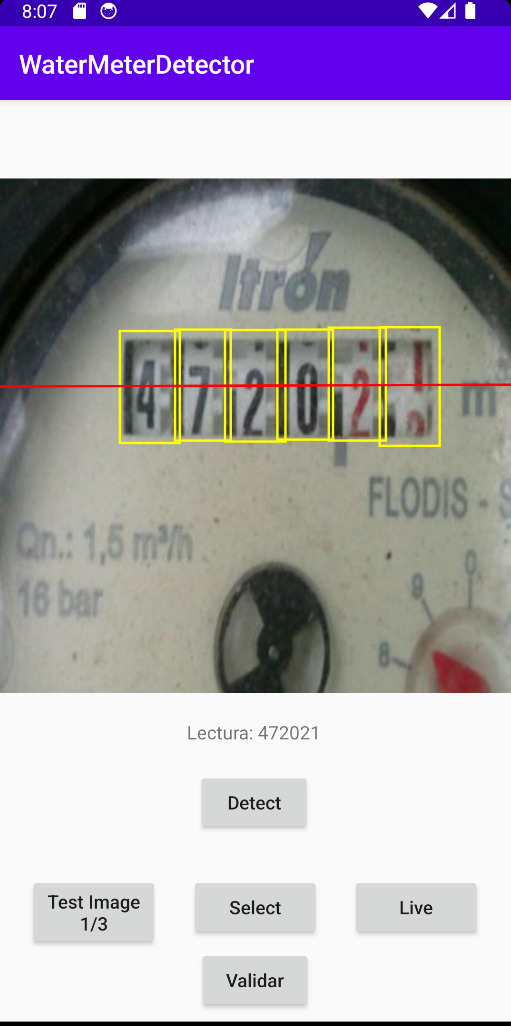 8:07
WaterMeterDetector
Itrón
4 7 2 0 2 1
m
FLODIS - S
Qn.: 1,5 m³/h
16 bar
0
9
8
Lectura: 472021
Detect
Test Image
1/3
Select
Live
Validar